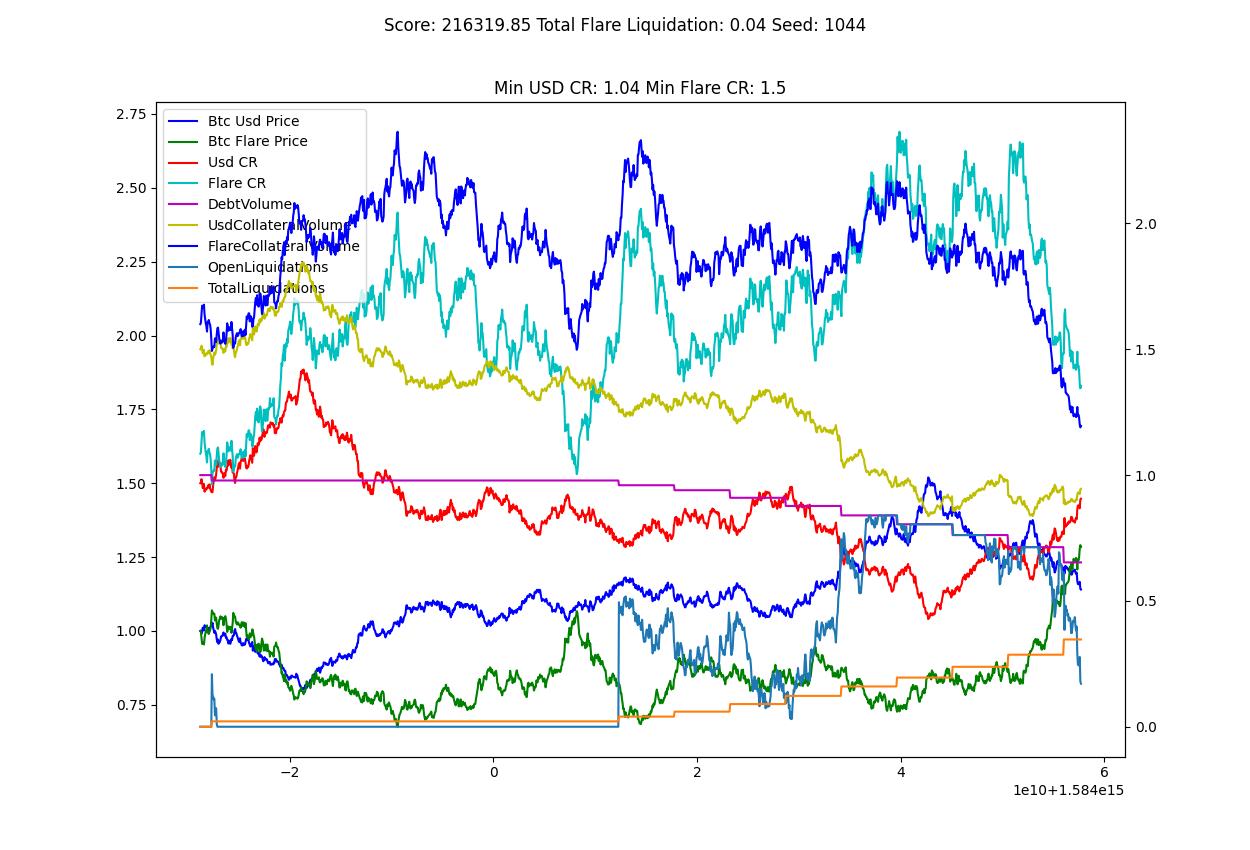 Score: 216319.85 Total Flare Liquidation: 0.04 Seed: 1044
Min USD CR: 1.04 Min Flare CR: 1.5
Btc Usd Price
Btc Flare Price
Usd CR
Flare CR
DebtVolume
UsdCollateralVolume
FlareCollateralVolume
OpenLiquidations
TotalLiquidations
2.75
2.50
2.25
2.00
1.75
1.50
1.25
1.00
0.75
2.0
1.5
1.0
0.5
0.0
−2 0 2 4 6
1e10+1.584e15